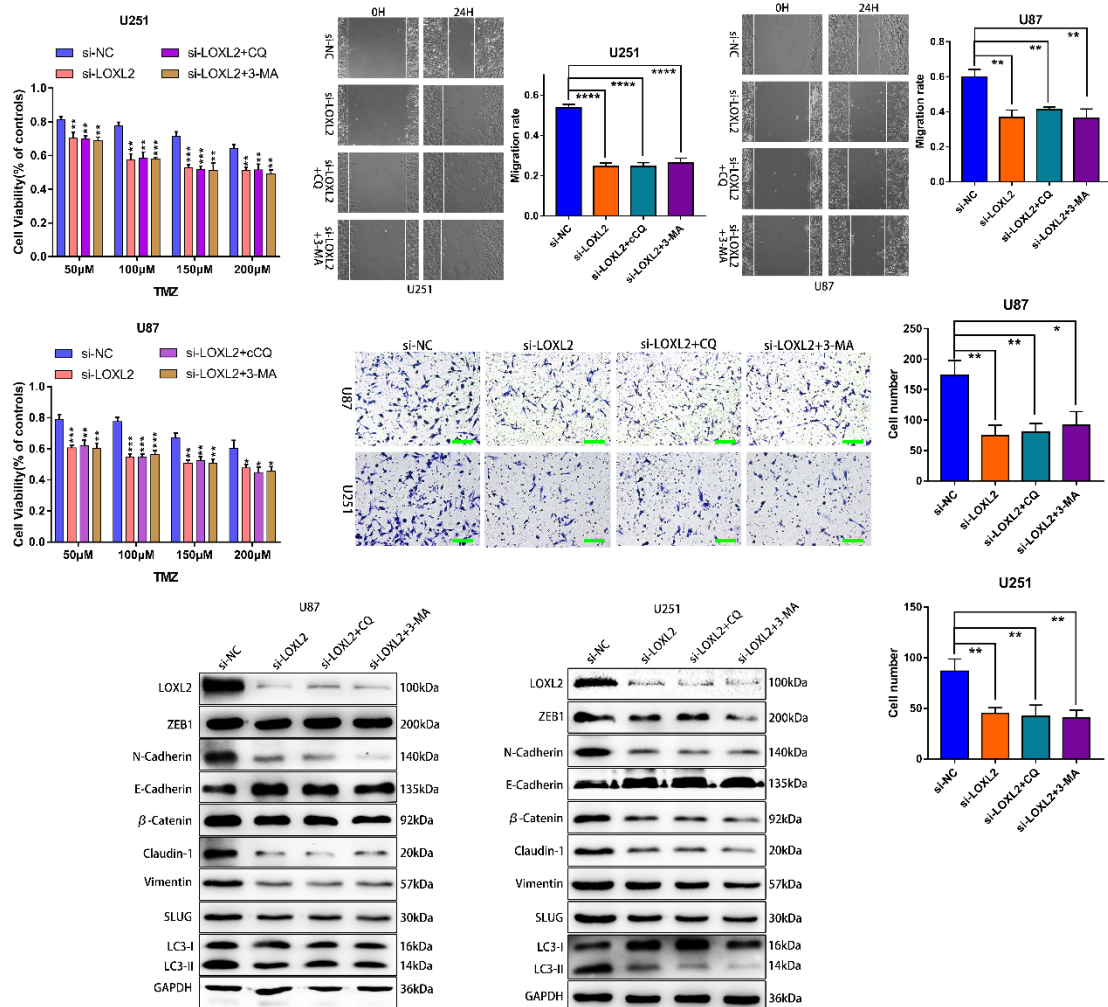 U251
si-NC
si-LOXL2
si-LOXL2+CQ
si-LOXL2+3-MA
Cell Viability(% of controls)
1.0
0.8
0.6
0.4
0.2
0.0
** ** ***
50μM
** ** ***
100μM
*** *** **
150μM
** ** ***
200μM
TMZ
0H
24H
si-NC
si-LOXL2
si-LOXL2
+CQ
si-LOXL2
+3-MA
U251
U251
Migration rate
0.8
0.6
0.4
0.2
0.0
****
****
****
si-NC
si-LOXL2
si-LOXL2+cCQ
si-LOXL2+3-MA
0H
24H
si-NC
si-LOXL2
si-LOXL2
+CQ
si-LOXL2
+3-MA
U87
U87
Migration rate
0.8
0.6
0.4
0.2
0.0
**
**
**
si-NC
si-LOXL2
si-LOXL2+CQ
si-LOXL2+3-MA
U87
si-NC
si-LOXL2
si-LOXL2+cCQ
si-LOXL2+3-MA
Cell Viability(% of controls)
1.0
0.8
0.6
0.4
0.2
0.0
*** *** **
50μM
*** *** ***
100μM
*** ** ***
150μM
* * **
200μM
TMZ
si-NC
si-LOXL2
si-LOXL2+CQ
si-LOXL2+3-MA
U87
U251
U87
Cell number
250
200
150
100
50
0
**
**
*
si-NC
si-LOXL2
si-LOXL2+CQ
si-LOXL2+3-MA
U87
si-NC
si-LOXL2
si-LOXL2+CQ
si-LOXL2+3-MA
LOXL2 100kDa
ZEB1 200kDa
N-Cadherin 140kDa
E-Cadherin 135kDa
β-Catenin 92kDa
Claudin-1 20kDa
Vimentin 57kDa
SLUG 30kDa
LC3-I 16kDa
LC3-II 14kDa
GAPDH 36kDa
U251
si-NC
si-LOXL2
si-LOXL2+CQ
si-LOXL2+3-MA
LOXL2 100kDa
ZEB1 200kDa
N-Cadherin 140kDa
E-Cadherin 135kDa
β-Catenin 92kDa
Claudin-1 20kDa
Vimentin 57kDa
SLUG 30kDa
LC3-I 16kDa
LC3-II 14kDa
GAPDH 36kDa
U251
Cell number
150
100
50
0
**
**
**
si-NC
si-LOXL2
si-LOXL2+CQ
si-LOXL2+3-MA